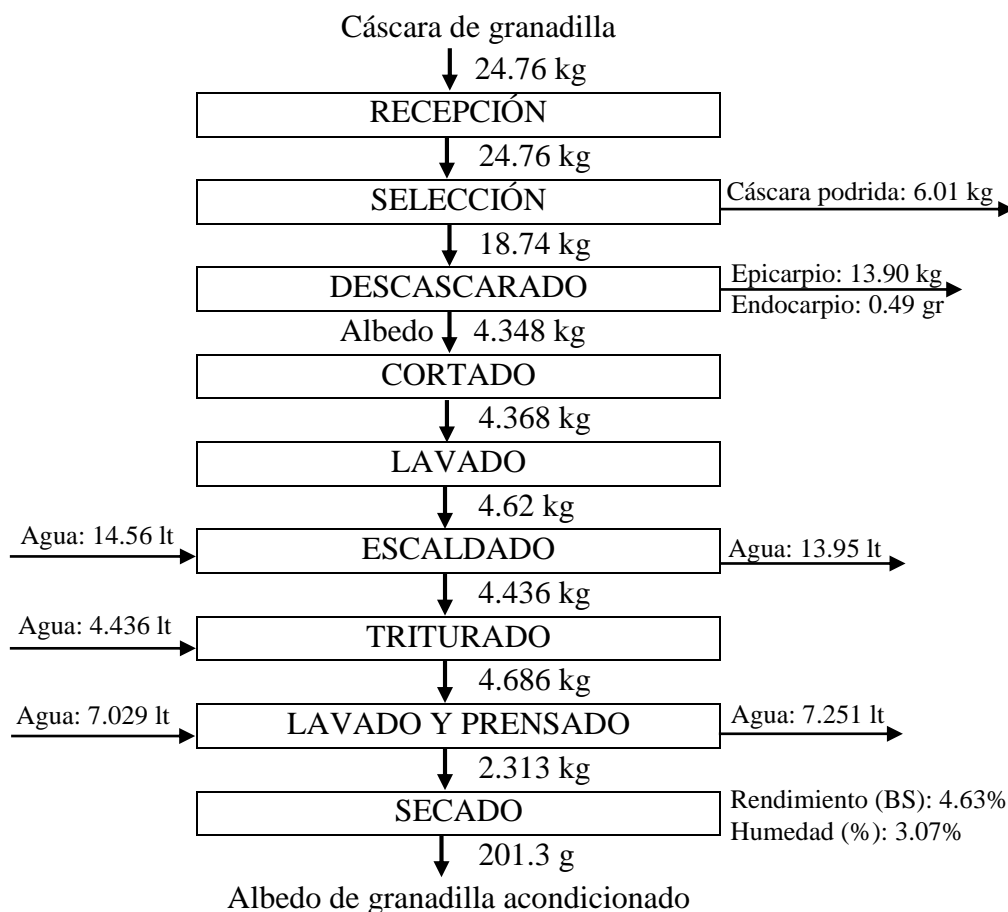 Cáscara de granadilla
24.76 kg
RECEPCIÓN
24.76 kg
SELECCIÓN
Cáscara podrida: 6.01 kg
18.74 kg
DESCASCARADO
Epicarpio: 13.90 kg
Endocarpio: 0.49 gr
Albedo 4.348 kg
CORTADO
4.368 kg
LAVADO
4.62 kg
Agua: 14.56 lt
ESCALDADO
Agua: 13.95 lt
4.436 kg
Agua: 4.436 lt
TRITURADO
4.686 kg
Agua: 7.029 lt
LAVADO Y PRENSADO
Agua: 7.251 lt
2.313 kg
SECADO
Rendimiento (BS): 4.63%
Humedad (%): 3.07%
201.3 g
Albedo de granadilla acondicionado